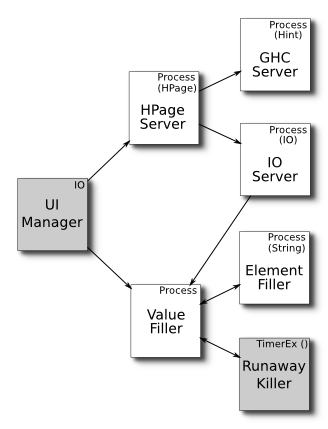 Process
(Hint)
GHC
Server
Process
(HPage)
HPage
Server
Process
(IO)
IO
Server
IO
UI
Manager
Process
(String)
Element
Filler
Process
Value
Filler
TimerEx ()
Runaway
Killer